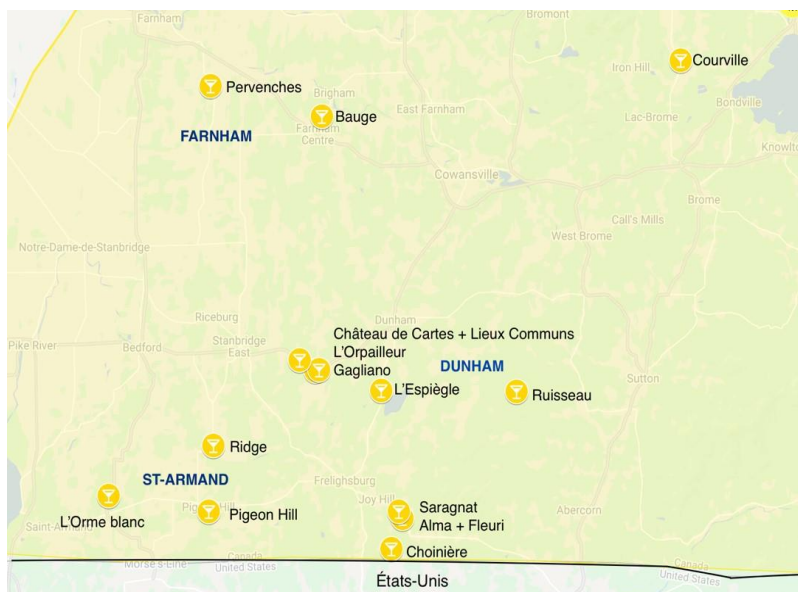 Farnham
Bromont
Iron Hill
Courville
Pervenches
Brigham
Bondville
East Farnham
Bauge
Lac-Brome
FARNHAM
Farnham
Centre
Knowlt
Cowansville
Brome
Call's Mills
West Brome
Notre-Dame-de-Stanbridge
Riceburg
Dunham
Château de Cartes + Lieux Communs
Pike River
Bedford
Stanbridge
East
L'Orpailleur
Gagliano
DUNHAM
Sutton
L'Espiègle
Ruisseau
Ridge
ST-ARMAND
Frelighsburg
Joy Hill
Saragnat
Abercorn
L'Orme blanc
Pigeon Hill
Saint-Armand
Alma + Fleuri
Choinière
Morse's Line
Canada
United States
Canada
United States
États-Unis